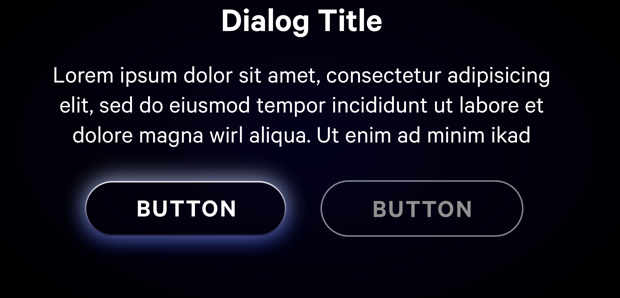 Dialog Title
Lorem ipsum dolor sit amet, consectetur adipisicing
elit, sed do eiusmod tempor incididunt ut labore et
dolore magna wirl aliqua. Ut enim ad minim ikad
BUTTON BUTTON